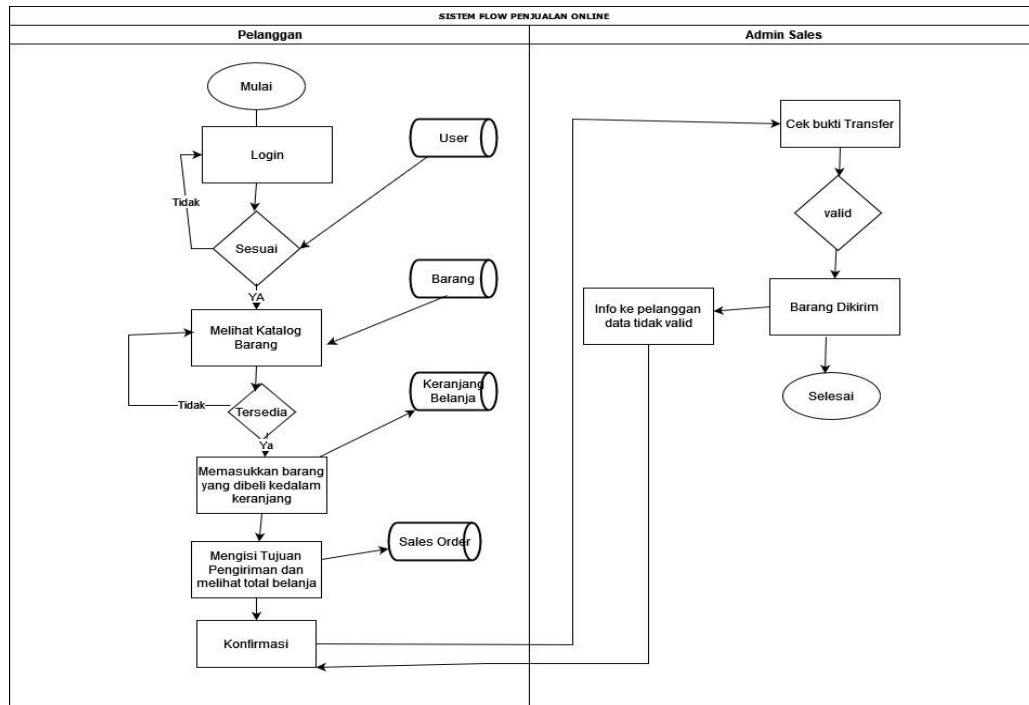 SISTEM FLOW PENJUALAN ONLINE
Pelanggan
Admin Sales
Mulai
Login
User
Tidak
Sesuai
YA
Barang
Melihat Katalog
Barang
Tidak
Tersedia
Ya
Keranjang
Belanja
Memasukkan barang
yang dibeli kedalam
keranjang
Mengisi Tujuan
Pengiriman dan
melihat total belanja
Sales Order
Konfirmasi
Cek bukti Transfer
valid
Info ke pelanggan
data tidak valid
Barang Dikirim
Selesai